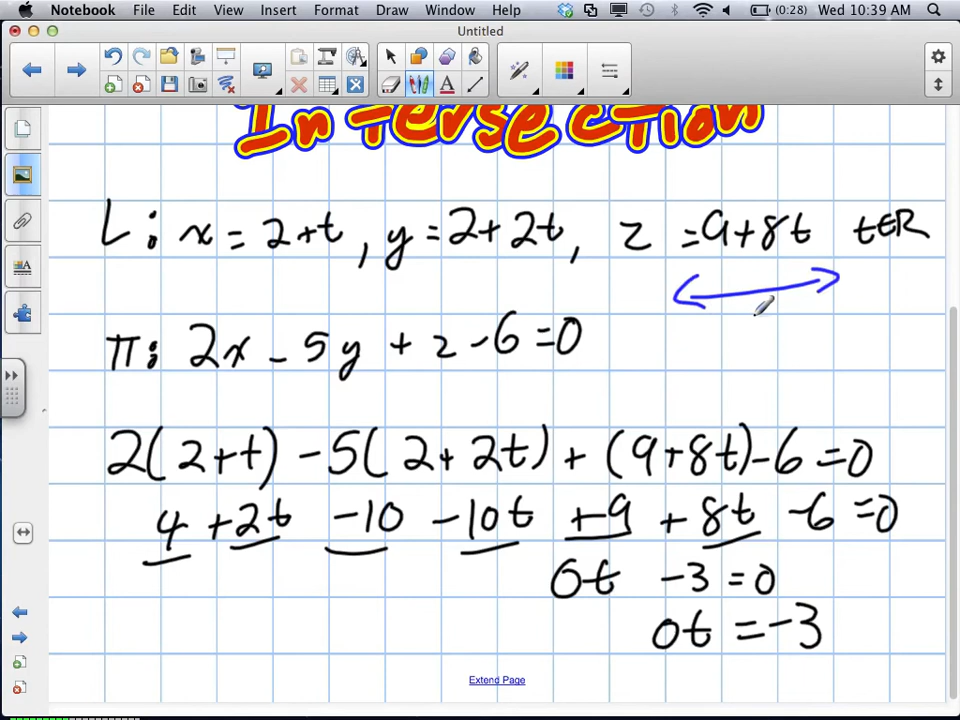 Notebook File Edit View Insert Format Draw Window Help (0:28) Wed 10:39 AM
Untitled
Intersection
L: x = 2+t, y = 2+2t, z = 9+8t tER
π: 2x - 5y + z - 6 = 0
2(2+t) - 5(2+2t) + (9+8t) - 6 = 0
4 + 2t - 10 - 10t + 9 + 8t - 6 = 0
0t - 3 = 0
0t = -3
Extend Page